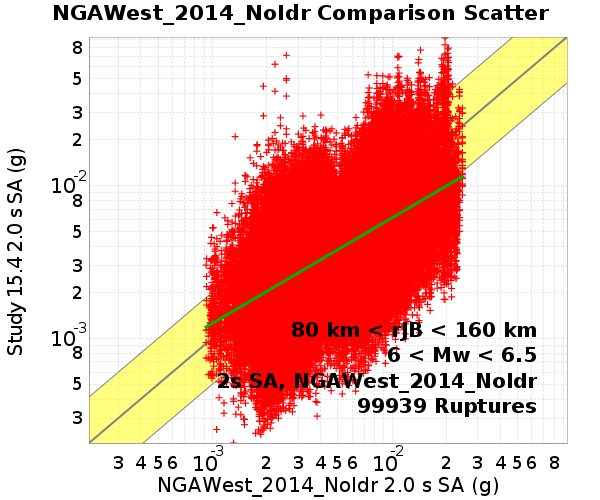 NGAWest_2014_NoIdr Comparison Scatter
8
5
3
2
10-2
8
5
3
2
10-3
8
5
3
Study 15.4 2.0 s SA (g)
80 km < rJB < 160 km
6 < Mw < 6.5
2s SA, NGAWest_2014_NoIdr
99939 Ruptures
3 4 5 6 10-3 2 3 4 5 6 10-2 2 3 4 5 6 8
NGAWest_2014_NoIdr 2.0 s SA (g)